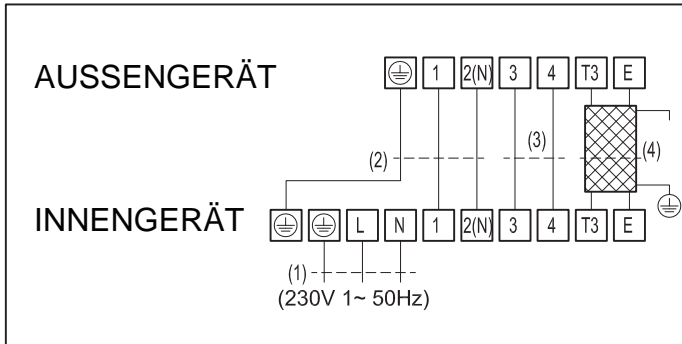 AUSSENGERÄT 1 2(N) 3 4 T3 E
(2) (3) (4)
INNENGERÄT L N 1 2(N) 3 4 T3 E
(1)
(230V 1~ 50Hz)